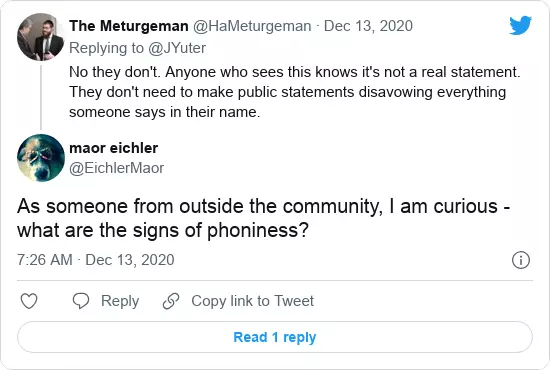 The Meturgeman @HaMeturgeman · Dec 13, 2020
Replying to @JYuter
No they don't. Anyone who sees this knows it's not a real statement.
They don't need to make public statements disavowing everything
someone says in their name.
maor eichler
@EichlerMaor
As someone from outside the community, I am curious -
what are the signs of phoniness?
7:26 AM · Dec 13, 2020
Reply
Copy link to Tweet
Read 1 reply